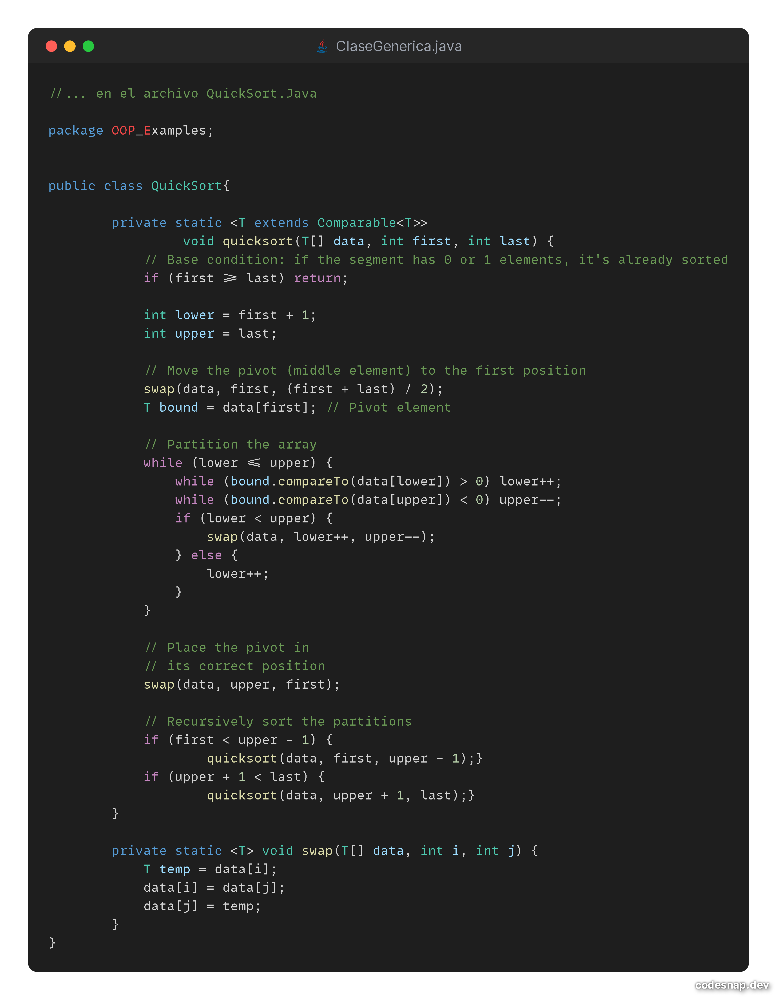 ClaseGenerica.java
//... en el archivo QuickSort.Java
package OOP_Examples;
public class QuickSort{
private static <T extends Comparable<T>>
void quicksort(T[] data, int first, int last) {
// Base condition: if the segment has 0 or 1 elements, it's already sorted
if (first >= last) return;
int lower = first + 1;
int upper = last;
// Move the pivot (middle element) to the first position
swap(data, first, (first + last) / 2);
T bound = data[first]; // Pivot element
// Partition the array
while (lower <= upper) {
while (bound.compareTo(data[lower]) > 0) lower++;
while (bound.compareTo(data[upper]) < 0) upper--;
if (lower < upper) {
swap(data, lower++, upper--);
} else {
lower++;
}
}
// Place the pivot in
// its correct position
swap(data, upper, first);
// Recursively sort the partitions
if (first < upper - 1) {
quicksort(data, first, upper - 1);}
if (upper + 1 < last) {
quicksort(data, upper + 1, last);}
}
private static <T> void swap(T[] data, int i, int j) {
T temp = data[i];
data[i] = data[j];
data[j] = temp;
}
}
codesnap.dev